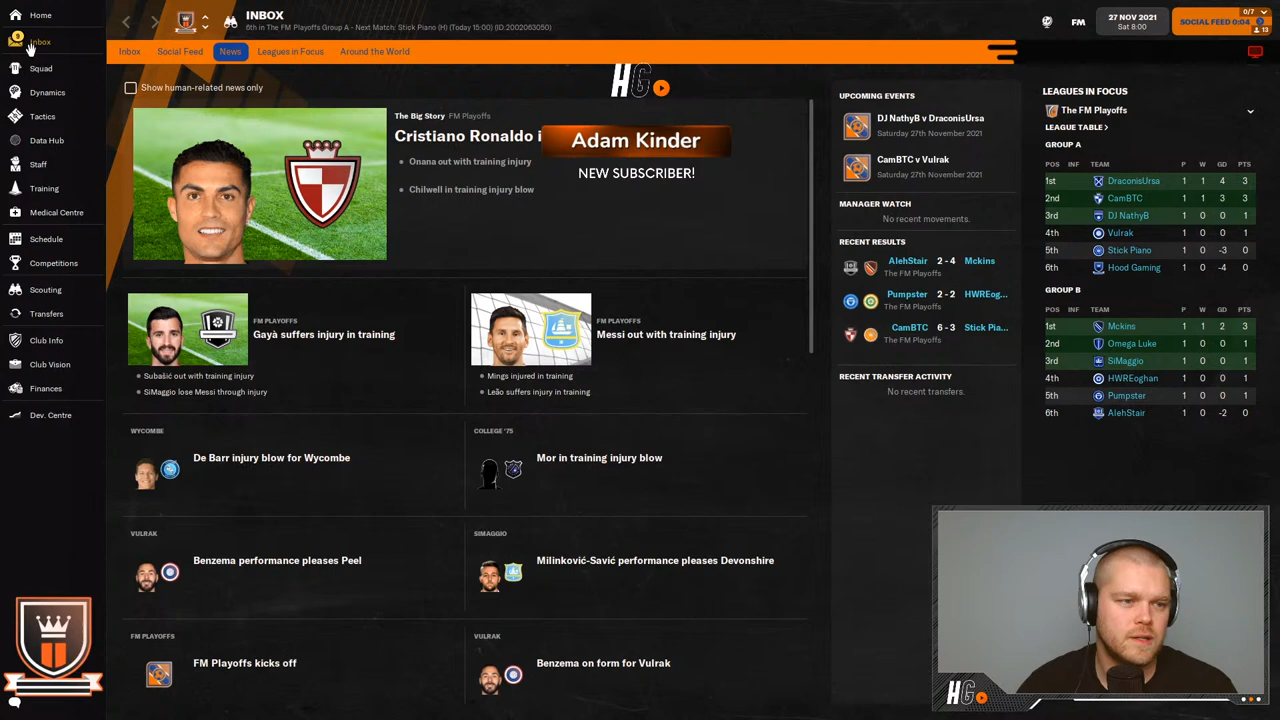 Home
INBOX
6th in The FM Playoffs Group A - Next Match: Stick Piano (H) (Today 15:00) (ID:2002063050)
FM
27 NOV 2021
Sat 8:00
0/7
SOCIAL FEED 0:04
13
9
Inbox
Squad
Dynamics
Tactics
Data Hub
Staff
Training
Medical Centre
Schedule
Competitions
Scouting
Transfers
Club Info
Club Vision
Finances
Dev. Centre
Inbox
Social Feed
News
Leagues in Focus
Around the World
Show human-related news only
HG
Adam Kinder
NEW SUBSCRIBER!
The Big Story FM Playoffs
Cristiano Ronaldo i
Onana out with training injury
Chilwell in training injury blow
FM PLAYOFFS
Gayà suffers injury in training
Subašić out with training injury
SiMaggio lose Messi through injury
FM PLAYOFFS
Messi out with training injury
Mings injured in training
Leão suffers injury in training
WYCOMBE
De Barr injury blow for Wycombe
COLLEGE '75
Mor in training injury blow
VULRAK
Benzema performance pleases Peel
SIMAGGIO
Milinković-Savić performance pleases Devonshire
FM PLAYOFFS
FM Playoffs kicks off
VULRAK
Benzema on form for Vulrak
UPCOMING EVENTS
DJ NathyB v DraconisUrsa
Saturday 27th November 2021
CamBTC v Vulrak
Saturday 27th November 2021
MANAGER WATCH
No recent movements.
RECENT RESULTS
AlehStair 2 - 4 Mckins
The FM Playoffs
Pumpster 2 - 2 HWREog...
The FM Playoffs
CamBTC 6 - 3 Stick Pia...
The FM Playoffs
RECENT TRANSFER ACTIVITY
No recent transfers.
LEAGUES IN FOCUS
The FM Playoffs
LEAGUE TABLE
GROUP A
POS INF TEAM P W GD PTS
1st DraconisUrsa 1 1 4 3
2nd CamBTC 1 1 3 3
3rd DJ NathyB 1 0 0 1
4th Vulrak 1 0 0 1
5th Stick Piano 1 0 -3 0
6th Hood Gaming 1 0 -4 0
GROUP B
POS INF TEAM P W GD PTS
1st Mckins 1 1 2 3
2nd Omega Luke 1 0 0 1
3rd SiMaggio 1 0 0 1
4th HWREoghan 1 0 0 1
5th Pumpster 1 0 0 1
6th AlehStair 1 0 -2 0
HG